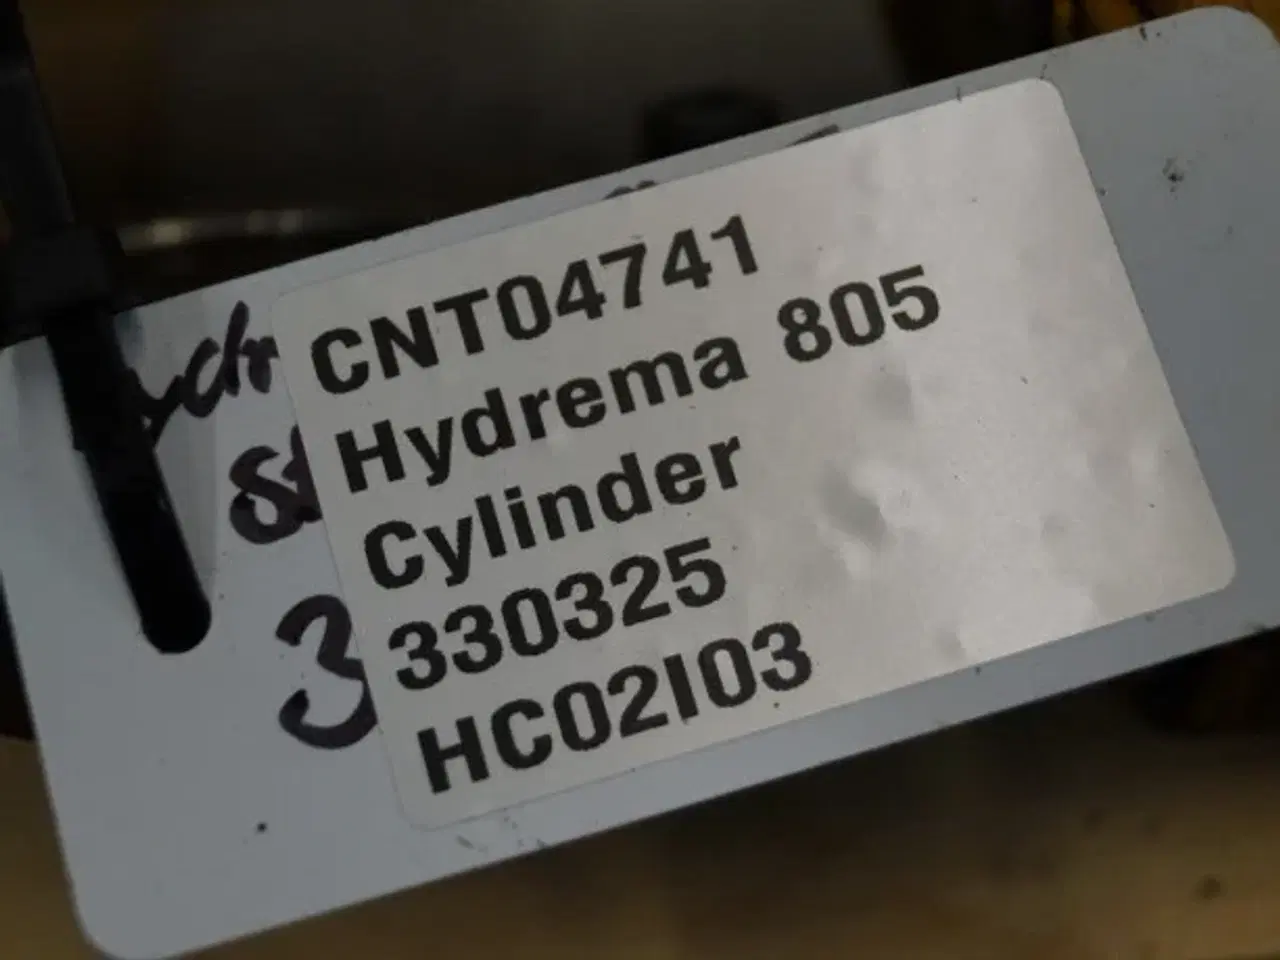 CNT04741
Hydrema 805
Cylinder
330325
HC02I03